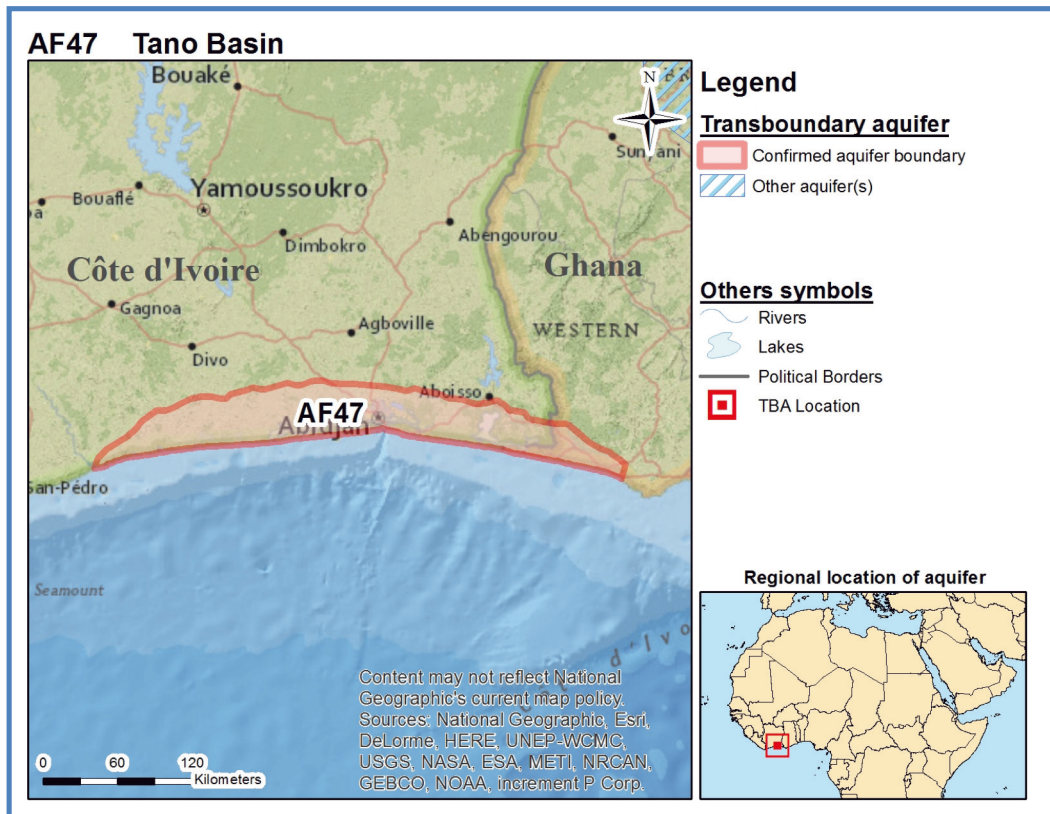 AF47 Tano Basin
Bouaké
N
Sunyani
Bouaflé
Yamoussoukro
Dimbokro
Abengourou
Côte d'Ivoire
Ghana
Gagnoa
Agboville
WESTERN
Divo
Aboisso
AF47
Abidjan
San-Pédro
Seamount
Content may not reflect National
Geographic's current map policy.
Sources: National Geographic, Esri,
DeLorme, HERE, UNEP-WCMC,
USGS, NASA, ESA, METI, NRCAN,
GEBCO, NOAA, increment P Corp.
0 60 120
Kilometers
Legend
Transboundary aquifer
Confirmed aquifer boundary
Other aquifer(s)
Others symbols
Rivers
Lakes
Political Borders
TBA Location
Regional location of aquifer